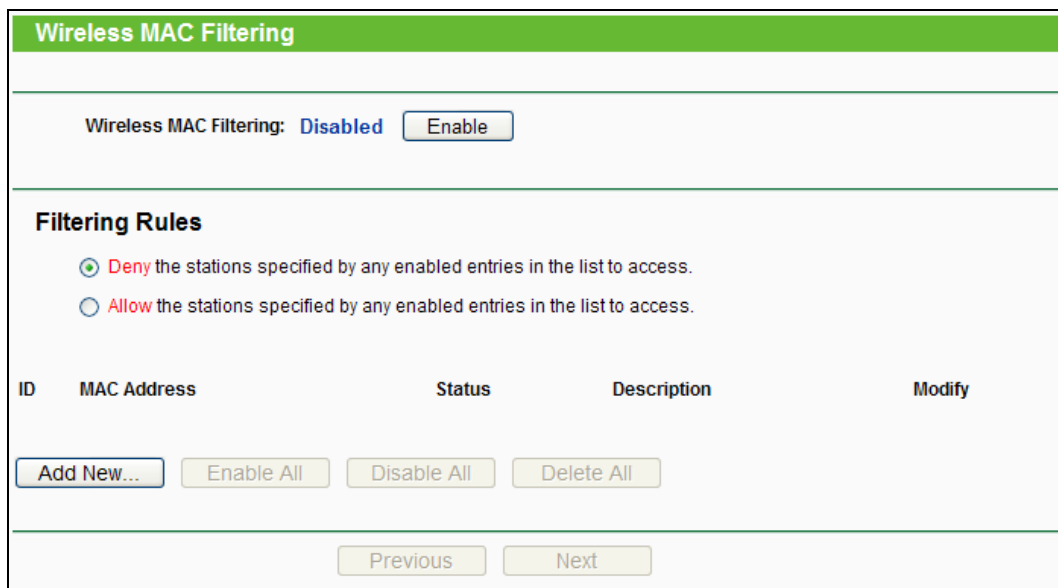 Wireless MAC Filtering
Wireless MAC Filtering: Disabled Enable
Filtering Rules
Deny the stations specified by any enabled entries in the list to access.
Allow the stations specified by any enabled entries in the list to access.
ID MAC Address Status Description Modify
Add New... Enable All Disable All Delete All
Previous Next